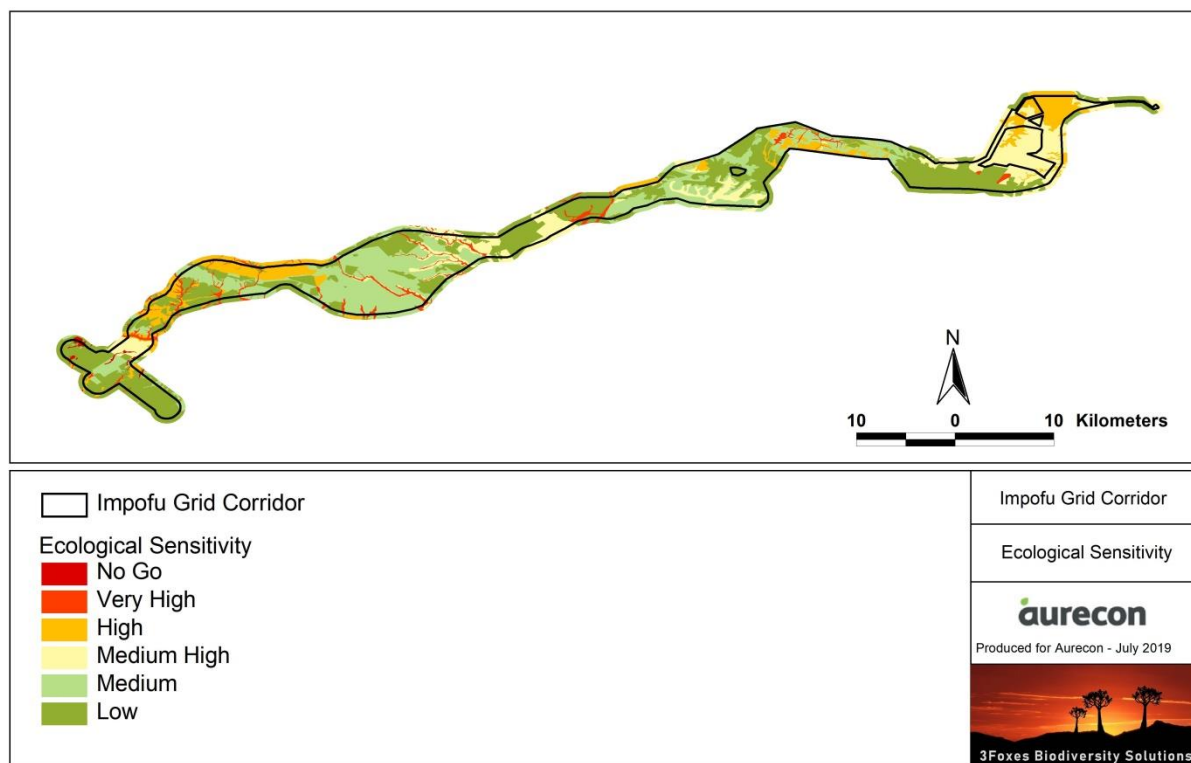 N
10 0 10 Kilometers
Impofu Grid Corridor
Ecological Sensitivity
No Go
Very High
High
Medium High
Medium
Low
Impofu Grid Corridor
Ecological Sensitivity
aurecon
Produced for Aurecon - July 2019
3Foxes Biodiversity Solutions